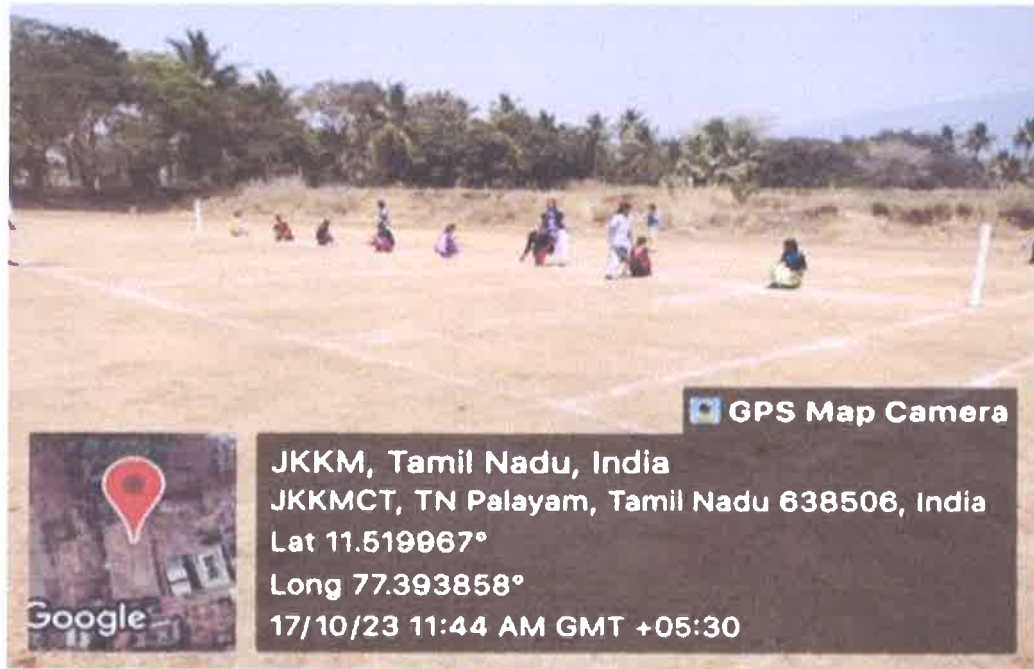 GPS Map Camera
JKKM, Tamil Nadu, India
JKKMCT, TN Palayam, Tamil Nadu 638506, India
Lat 11.519967°
Long 77.393858°
17/10/23 11:44 AM GMT +05:30
Google